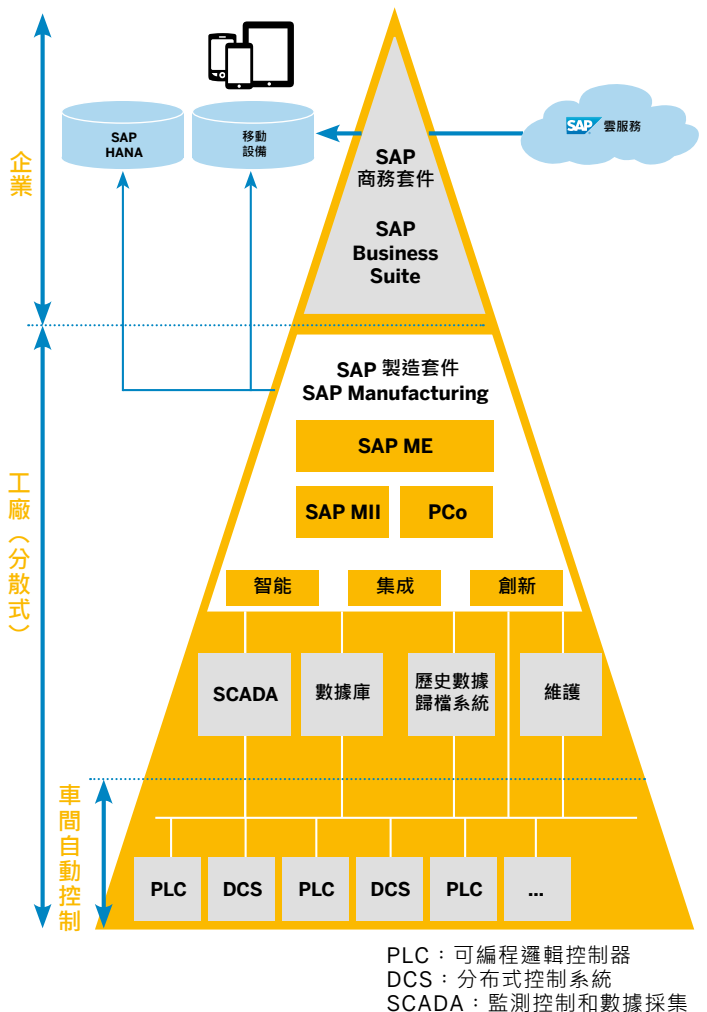 SAP
HANA
移動
設備
SAP 雲服務
企業
SAP
商務套件
SAP
Business
Suite
工廠（分散式）
SAP 製造套件
SAP Manufacturing
SAP ME
SAP MII
PCo
智能
集成
創新
SCADA
數據庫
歷史數據
歸檔系統
維護
車間自動控制
PLC
DCS
PLC
DCS
PLC
...
PLC：可編程邏輯控制器
DCS：分布式控制系統
SCADA：監測控制和數據採集